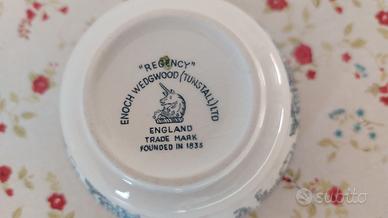 "REGENCY"
ENOCH WEDGWOOD (TUNSTALL) LTD
ENGLAND
TRADE MARK
FOUNDED IN 1835
subito